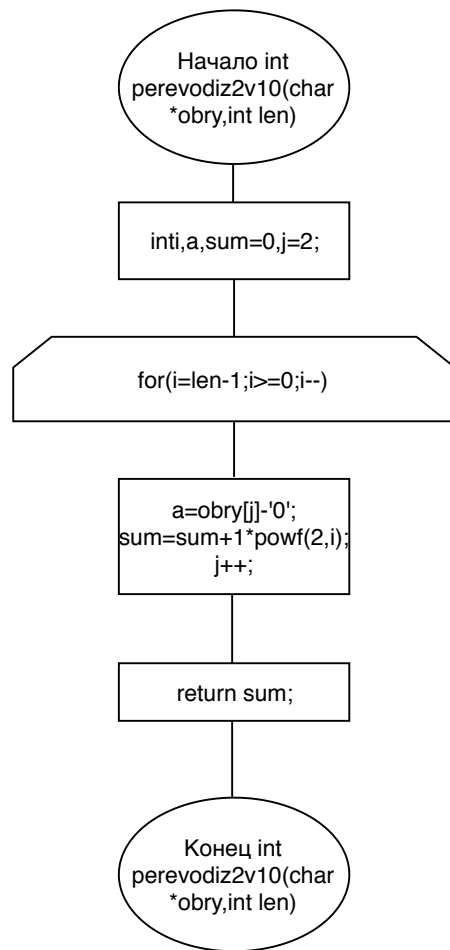 Начало int
perevodiz2v10(char
*obry,int len)
inti,a,sum=0,j=2;
for(i=len-1;i>=0;i--)
a=obry[j]-'0';
sum=sum+1*powf(2,i);
j++;
return sum;
Конец int
perevodiz2v10(char
*obry,int len)